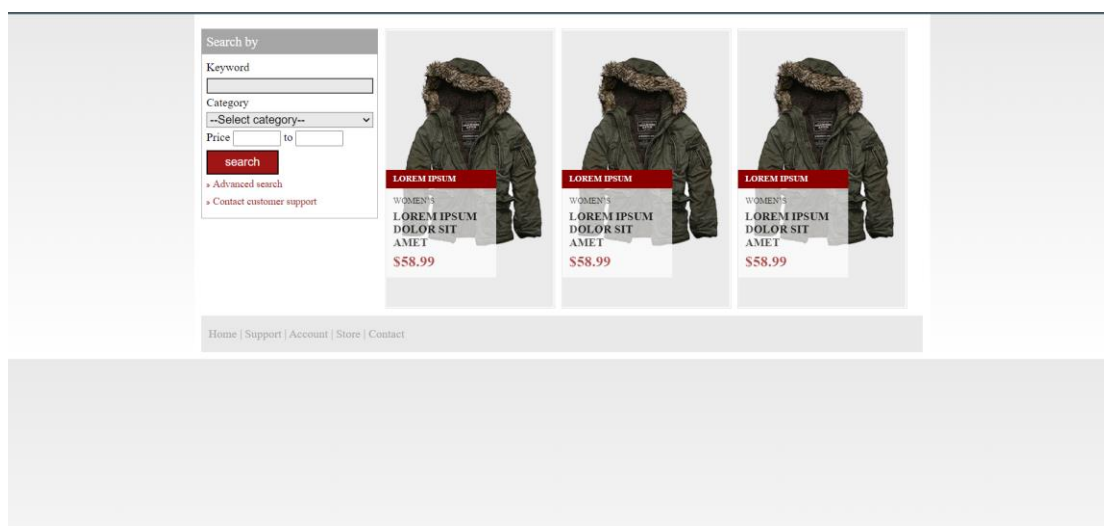 Search by
Keyword
Category
--Select category--
Price to
search
» Advanced search
» Contact customer support
LOREM IPSUM
WOMEN'S
LOREM IPSUM
DOLOR SIT
AMET
$58.99
LOREM IPSUM
WOMEN'S
LOREM IPSUM
DOLOR SIT
AMET
$58.99
LOREM IPSUM
WOMEN'S
LOREM IPSUM
DOLOR SIT
AMET
$58.99
Home | Support | Account | Store | Contact